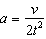 a = v / 2t²